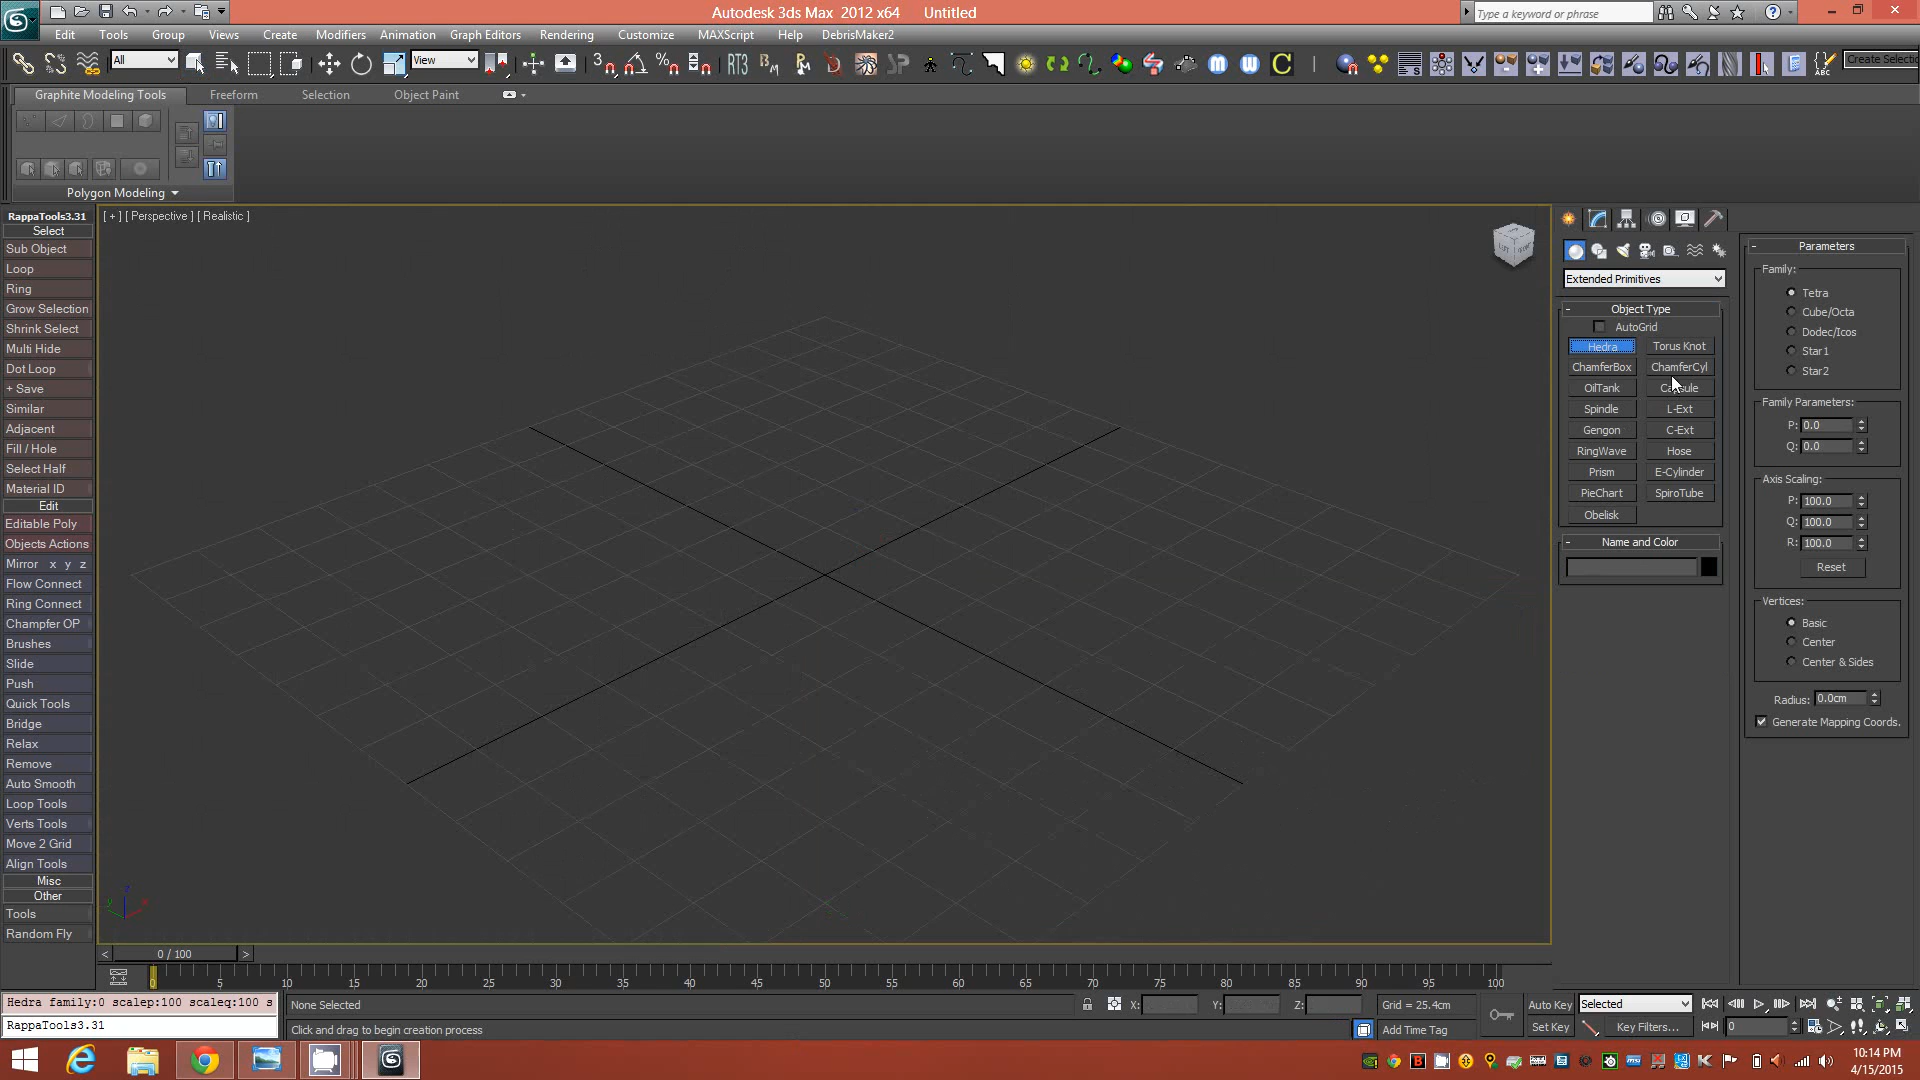 Autodesk 3ds Max 2012 x64 Untitled
Type a keyword or phrase
Edit Tools Group Views Create Modifiers Animation Graph Editors Rendering Customize MAXScript Help DebrisMaker2
All View RT3 Create Selectio
Graphite Modeling Tools Freeform Selection Object Paint
Polygon Modeling
RappaTools3.31
Select
Sub Object
Loop
Ring
Grow Selection
Shrink Select
Multi Hide
Dot Loop
+ Save
Similar
Adjacent
Fill / Hole
Select Half
Material ID
Edit
Editable Poly
Objects Actions
Mirror x y z
Flow Connect
Ring Connect
Champfer OP
Brushes
Slide
Push
Quick Tools
Bridge
Relax
Remove
Auto Smooth
Loop Tools
Verts Tools
Move 2 Grid
Align Tools
Misc
Other
Tools
Random Fly
[ + ] [ Perspective ] [ Realistic ]
Extended Primitives
- Object Type
AutoGrid
Hedra Torus Knot
ChamferBox ChamferCyl
OilTank
Spindle L-Ext
Gengon C-Ext
RingWave Hose
Prism E-Cylinder
PieChart SpiroTube
Obelisk
- Name and Color
- Parameters
Family:
Tetra
Cube/Octa
Dodec/Icos
Star1
Star2
Family Parameters:
P: 0.0
Q: 0.0
Axis Scaling:
P: 100.0
Q: 100.0
R: 100.0
Reset
Vertices:
Basic
Center
Center & Sides
Radius: 0.0cm
Generate Mapping Coords.
< 0 / 100 >
0 5 10 15 20 25 30 35 40 45 50 55 60 65 70 75 80 85 90 95 100
Hedra family:0 scalep:100 scaleq:100 s
RappaTools3.31
None Selected X: Y: Z: Grid = 25.4cm
Click and drag to begin creation process Add Time Tag
Auto Key Selected
Set Key Key Filters... 0
10:14 PM
4/15/2015